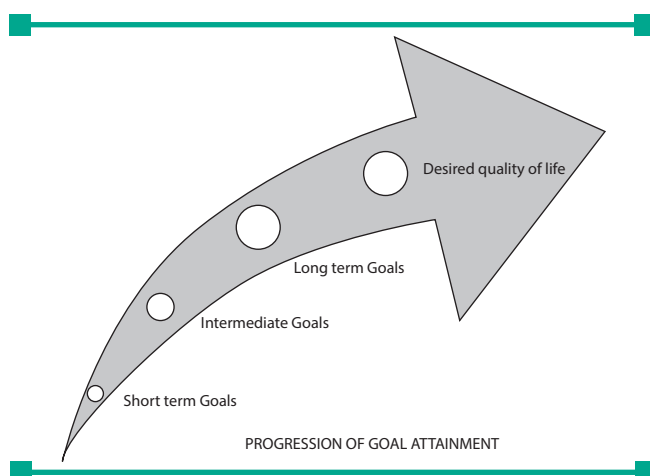 Desired quality of life
Long term Goals
Intermediate Goals
Short term Goals
PROGRESSION OF GOAL ATTAINMENT